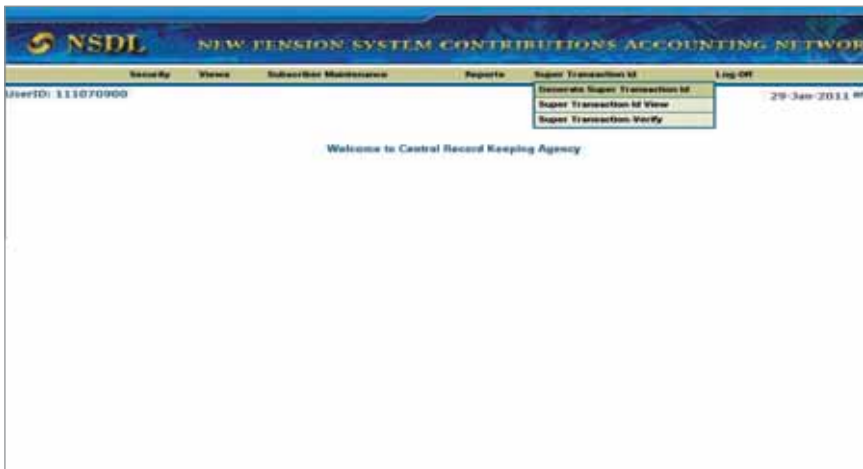 NSDL NEW PENSION SYSTEM CONTRIBUTIONS ACCOUNTING NETWOR
Security Views Subscriber Maintenance Reports Super Transaction Id Log Off
UserID: 111070900 29-Jan-2011
Generate Super Transaction Id
Super Transaction Id View
Super Transaction Verify
Welcome to Central Record Keeping Agency